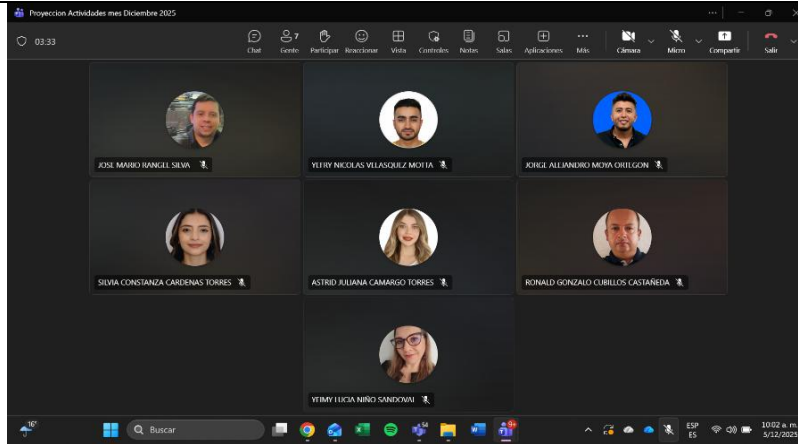 Proyeccion Actividades mes Diciembre 2025
03:33
7
Chat Gente Participar Reaccionar Vista Controles Notas Salas Aplicaciones Más Cámara Micro Compartir Salir
JOSE MARIO RANGEL SILVA
YEFRY NICOLAS VELASQUEZ MOTTA
JORGE ALEJANDRO MOYA ORTEGON
SILVIA CONSTANZA CARDENAS TORRES
ASTRID JULIANA CAMARGO TORRES
RONALD GONZALO CUBILLOS CASTAÑEDA
YEIMY LUCIA NIÑO SANDOVAL
16°
Buscar
ESP
ES
10:02 a. m.
5/12/2025